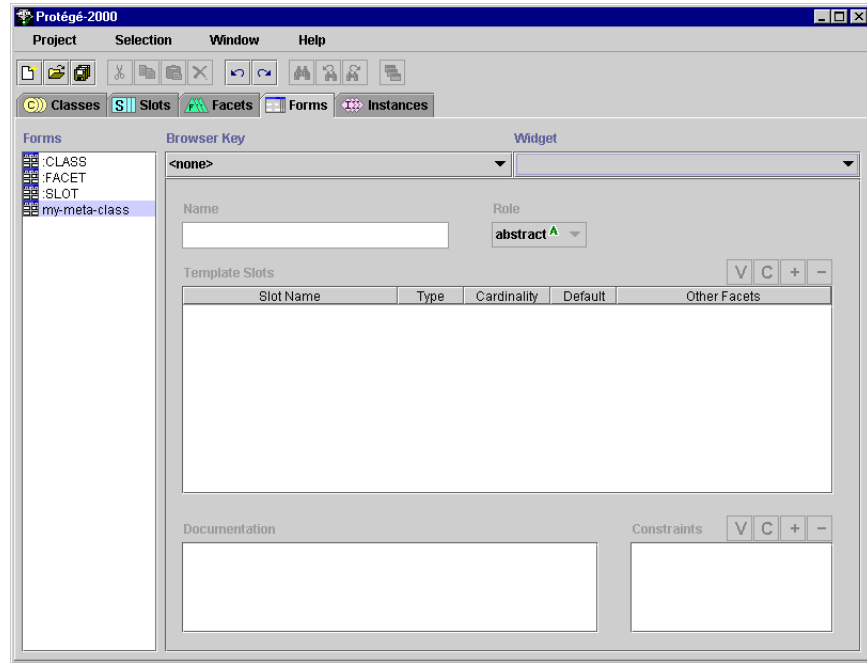 Protégé-2000
Project Selection Window Help
C Classes S Slots F Facets Forms I Instances
Forms Browser Key Widget
:CLASS
:FACET
:SLOT
my-meta-class
<none>
Name Role
abstract A
Template Slots V C + −
Slot Name Type Cardinality Default Other Facets
Documentation Constraints V C + −